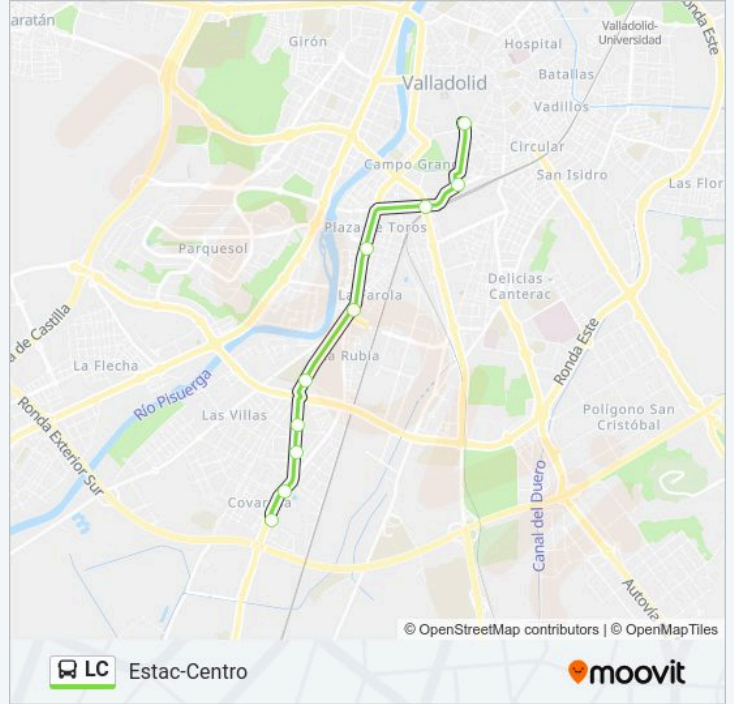 aratán
Girón
Hospital
Valladolid-
Universidad
Ronda Este
Batallas
Valladolid
Vadillos
Circular
Campo Gran
San Isidro
Las Flor
Plaza de Toros
Parquesol
Delicias -
Canterac
La Farola
a de Castilla
La Rubia
Ronda Este
La Flecha
Río Pisuerga
Las Villas
Polígono San
Cristóbal
Ronda Exterior Sur
Canal del Duero
Covar
a
Autovía
© OpenStreetMap contributors | © OpenMapTiles
LC Estac-Centro
moovit